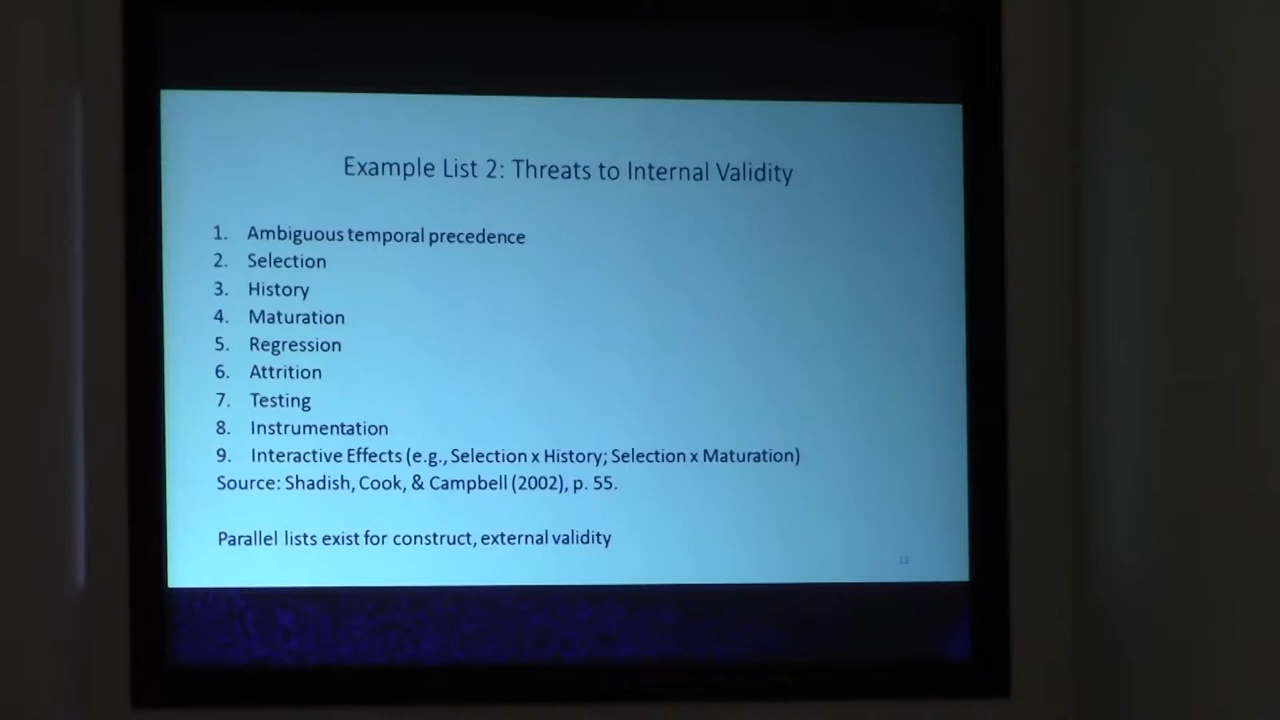 Example List 2: Threats to Internal Validity
1. Ambiguous temporal precedence
2. Selection
3. History
4. Maturation
5. Regression
6. Attrition
7. Testing
8. Instrumentation
9. Interactive Effects (e.g., Selection x History; Selection x Maturation)
Source: Shadish, Cook, & Campbell (2002), p. 55.
Parallel lists exist for construct, external validity